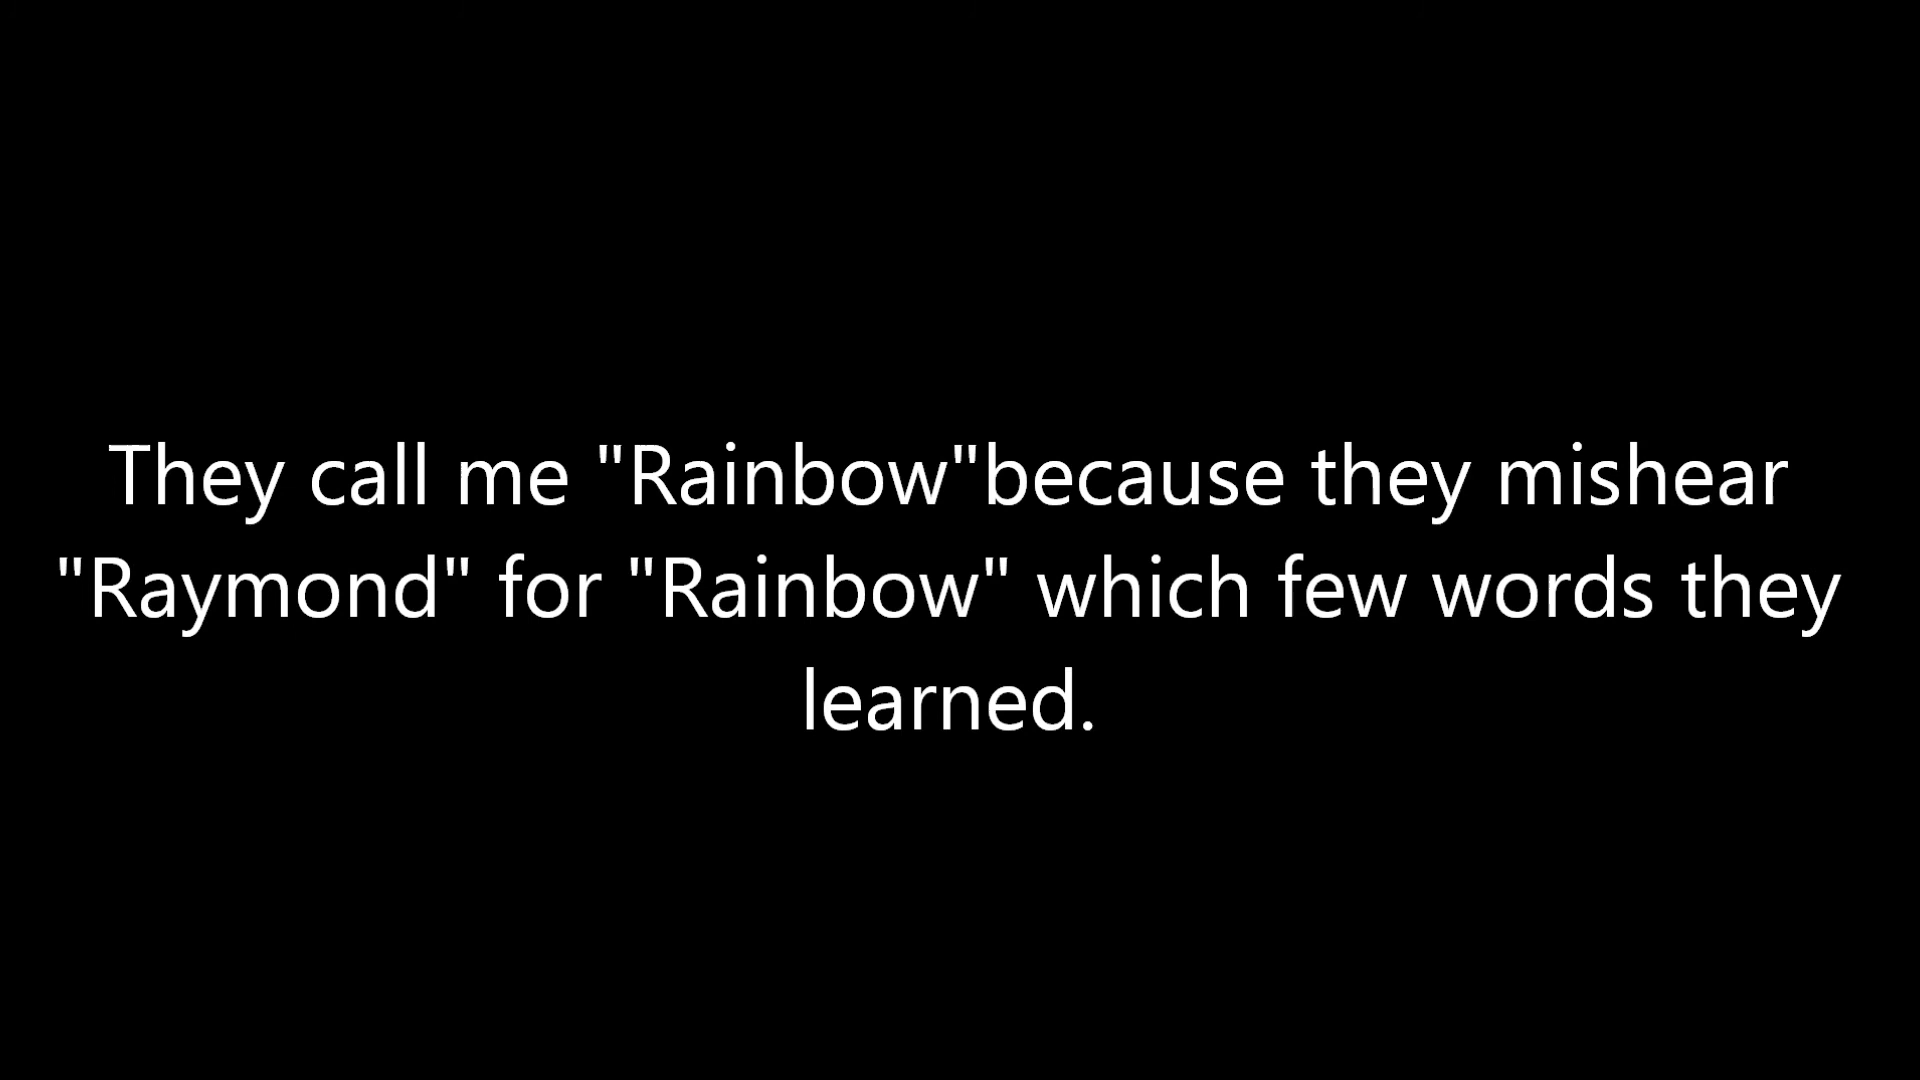 They call me "Rainbow"because they mishear
"Raymond" for "Rainbow" which few words they
learned.